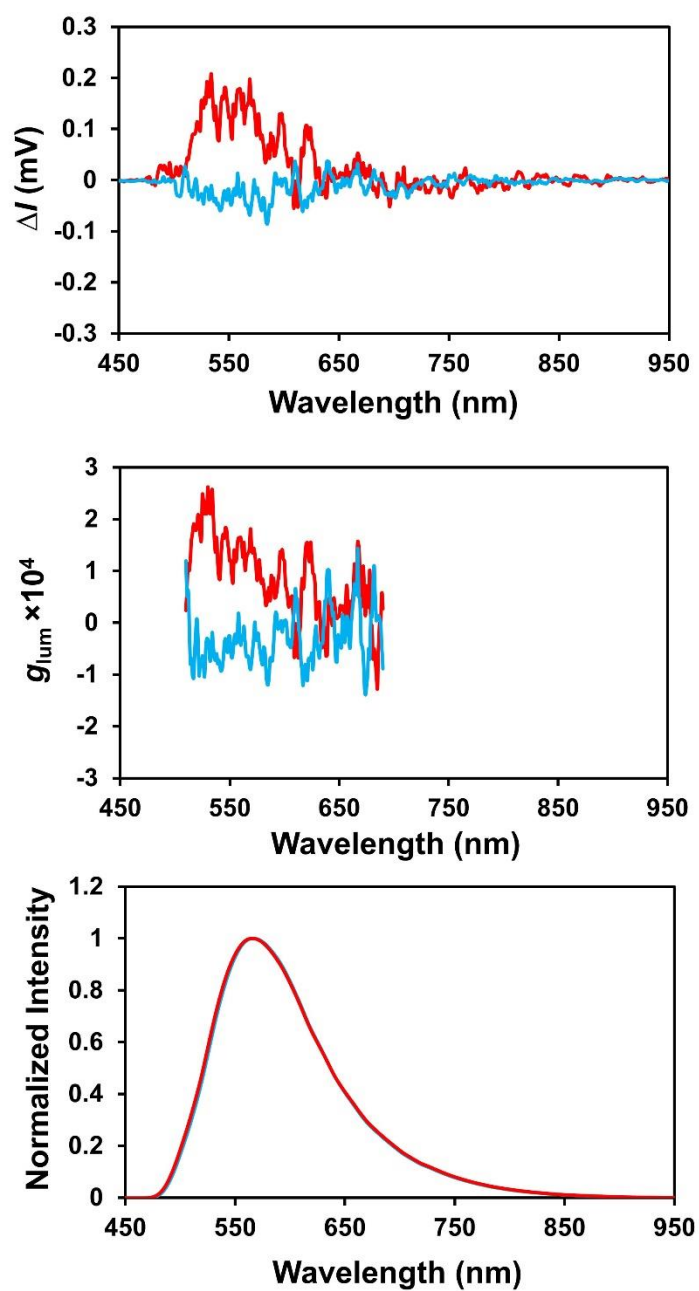 0.3
0.2
0.1
0
-0.1
-0.2
-0.3
ΔI (mV)
450 550 650 750 850 950
Wavelength (nm)
3
2
1
0
-1
-2
-3
glum ×10⁴
450 550 650 750 850 950
Wavelength (nm)
1.2
1
0.8
0.6
0.4
0.2
0
Normalized Intensity
450 550 650 750 850 950
Wavelength (nm)